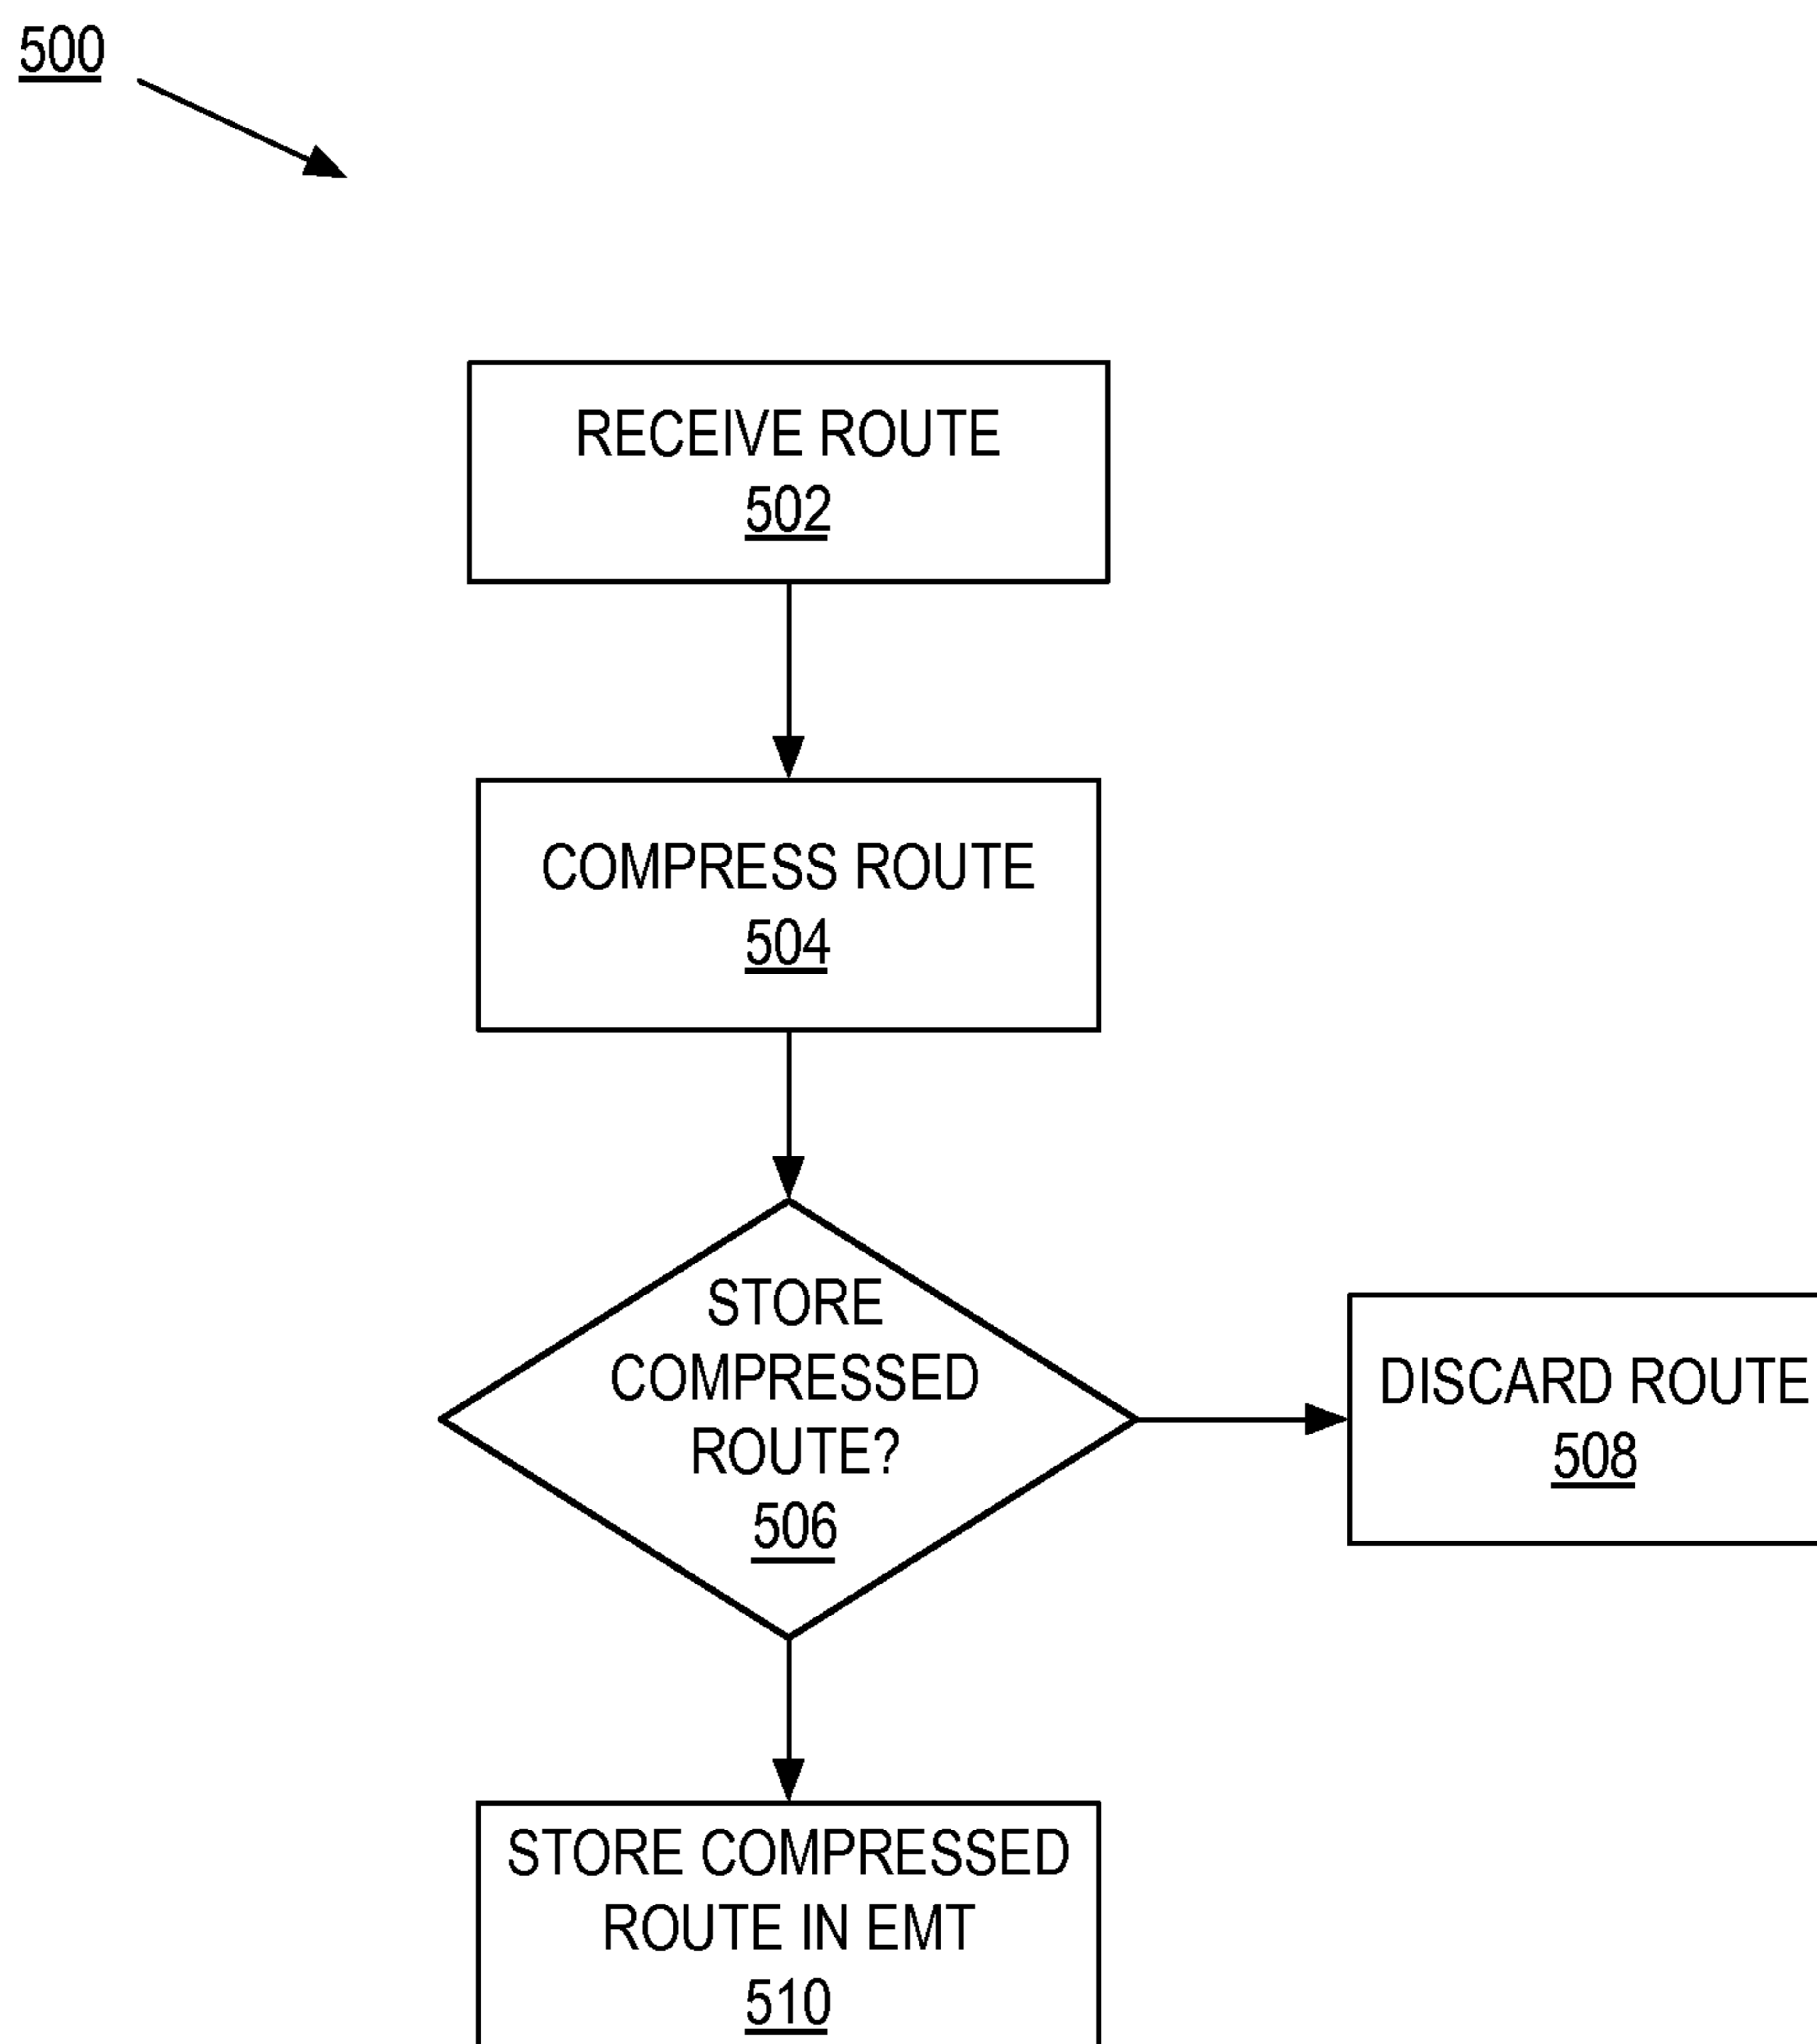 500
RECEIVE ROUTE
502
COMPRESS ROUTE
504
STORE
COMPRESSED
ROUTE?
506
DISCARD ROUTE
508
STORE COMPRESSED
ROUTE IN EMT
510